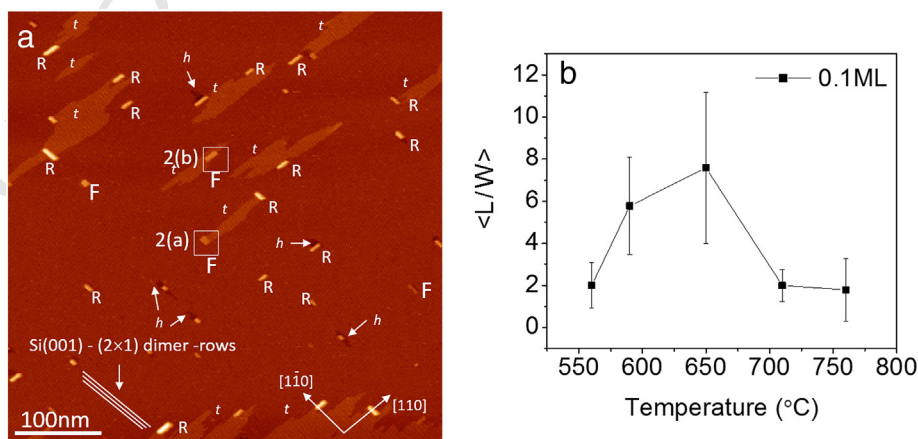 a
t
t
R
t
h
t
R
R
t
R
t
R
t
R
R
2(b)
t
R
F
t
F
R
t
2(a)
h
R
F
R
R
R
F
h
h
Si(001) - (2×1) dimer -rows
[11̄0]
[110]
t
t
R
100nm
b
0.1ML
12
10
8
6
4
2
0
<L/W>
550
600
650
700
750
800
Temperature (°C)